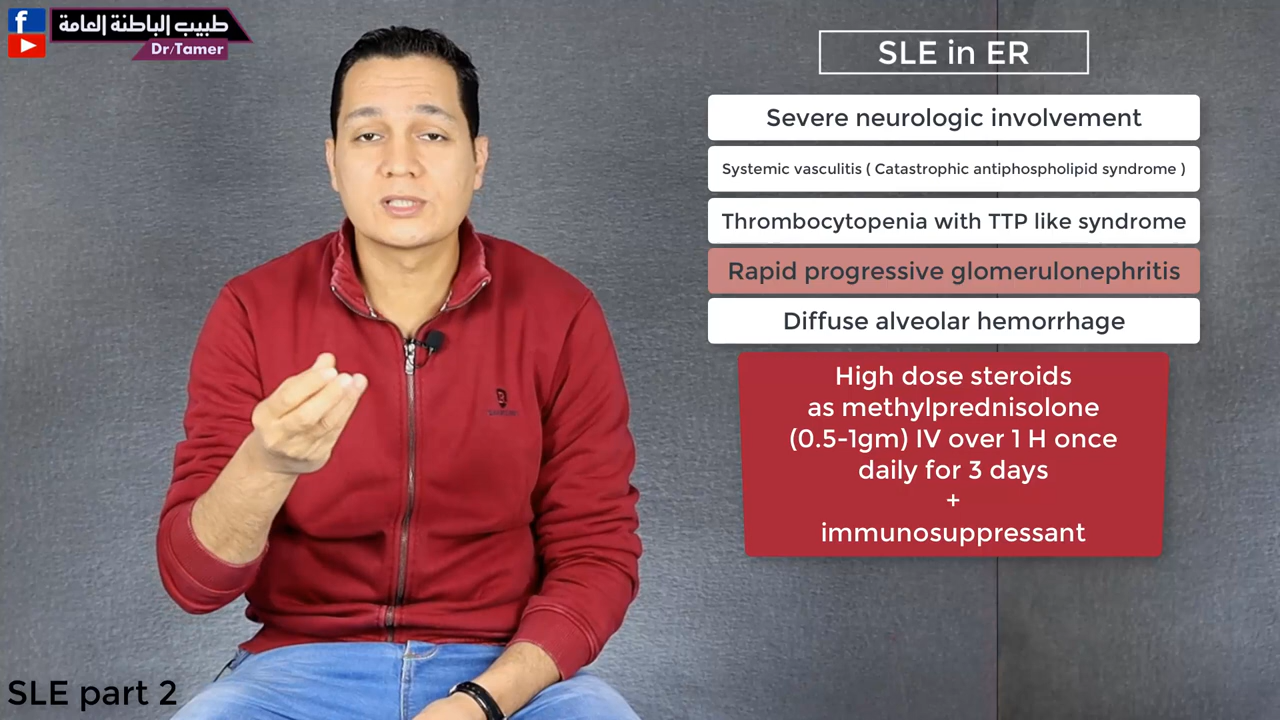 طبيب الباطنة العامة
Dr/Tamer
SLE in ER
Severe neurologic involvement
Systemic vasculitis ( Catastrophic antiphospholipid syndrome )
Thrombocytopenia with TTP like syndrome
Rapid progressive glomerulonephritis
Diffuse alveolar hemorrhage
High dose steroids
as methylprednisolone
(0.5-1gm) IV over 1 H once
daily for 3 days
+
immunosuppressant
SLE part 2